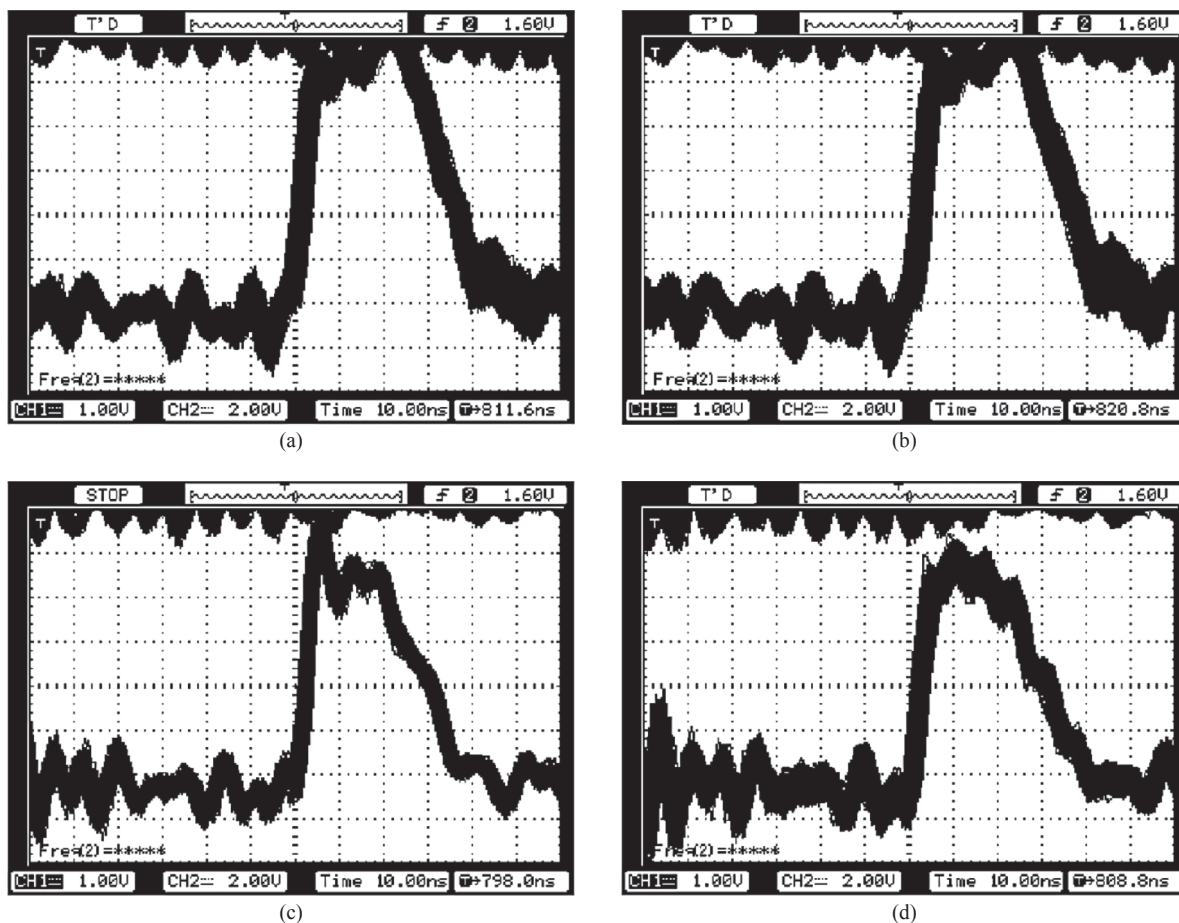 T'D T 2 1.60V
T
Freq(2)=*****
CH1 1.00V CH2 2.00V Time 10.00ns T→811.6ns
(a)
T'D T 2 1.60V
T
Freq(2)=*****
CH1 1.00V CH2 2.00V Time 10.00ns T→820.8ns
(b)
STOP T 2 1.60V
T
Freq(2)=*****
CH1 1.00V CH2 2.00V Time 10.00ns T→798.0ns
(c)
T'D T 2 1.60V
T
Freq(2)=*****
CH1 1.00V CH2 2.00V Time 10.00ns T→808.8ns
(d)